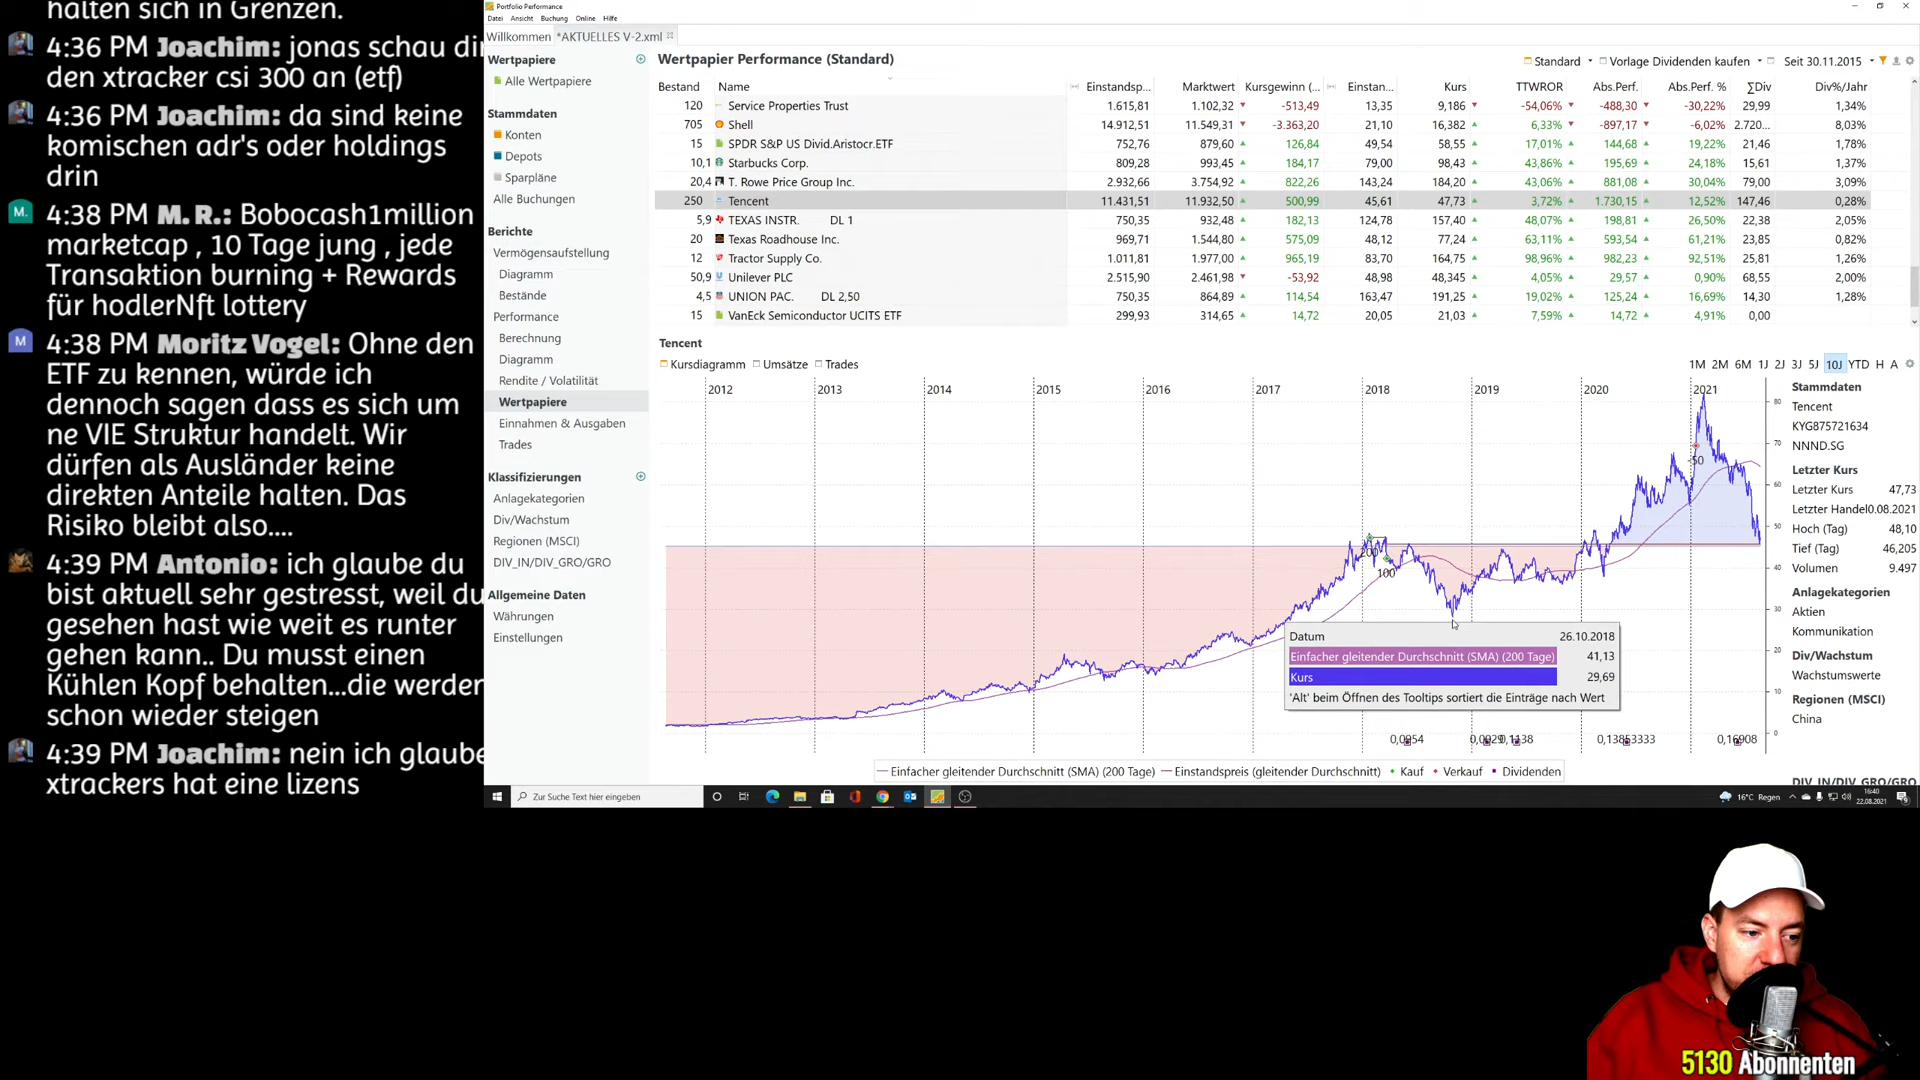 halten sich in Grenzen.
4:36 PM Joachim: jonas schau dir
den xtracker csi 300 an (etf)
4:36 PM Joachim: da sind keine
komischen adr's oder holdings
drin
M.
4:38 PM M. R.: Bobocash1million
marketcap , 10 Tage jung , jede
Transaktion burning + Rewards
für hodlerNft lottery
M
4:38 PM Moritz Vogel: Ohne den
ETF zu kennen, würde ich
dennoch sagen dass es sich um
ne VIE Struktur handelt. Wir
dürfen als Ausländer keine
direkten Anteile halten. Das
Risiko bleibt also....
4:39 PM Antonio: ich glaube du
bist aktuell sehr gestresst, weil du
gesehen hast wie weit es runter
gehen kann.. Du musst einen
Kühlen Kopf behalten...die werden
schon wieder steigen
4:39 PM Joachim: nein ich glaube
xtrackers hat eine lizens
Portfolio Performance
Datei Ansicht Buchung Online Hilfe
Willkommen *AKTUELLES V-2.xml
Wertpapiere
Alle Wertpapiere
Stammdaten
Konten
Depots
Sparpläne
Alle Buchungen
Berichte
Vermögensaufstellung
Diagramm
Bestände
Performance
Berechnung
Diagramm
Rendite / Volatilität
Wertpapiere
Einnahmen & Ausgaben
Trades
Klassifizierungen
Anlagekategorien
Div/Wachstum
Regionen (MSCI)
DIV_IN/DIV_GRO/GRO
Allgemeine Daten
Währungen
Einstellungen
Wertpapier Performance (Standard)
Standard Vorlage Dividenden kaufen Seit 30.11.2015
Bestand Name Einstandsp... Marktwert Kursgewinn (... Einstan... Kurs TTWROR Abs.Perf. Abs.Perf. % ∑Div Div%/Jahr
120 Service Properties Trust 1.615,81 1.102,32 -513,49 13,35 9,186 -54,06% -488,30 -30,22% 29,99 1,34%
705 Shell 14.912,51 11.549,31 -3.363,20 21,10 16,382 6,33% -897,17 -6,02% 2.720... 8,03%
15 SPDR S&P US Divid.Aristocr.ETF 752,76 879,60 126,84 49,54 58,55 17,01% 144,68 19,22% 21,46 1,78%
10,1 Starbucks Corp. 809,28 993,45 184,17 79,00 98,43 43,86% 195,69 24,18% 15,61 1,37%
20,4 T. Rowe Price Group Inc. 2.932,66 3.754,92 822,26 143,24 184,20 43,06% 881,08 30,04% 79,00 3,09%
250 Tencent 11.431,51 11.932,50 500,99 45,61 47,73 3,72% 1.730,15 12,52% 147,46 0,28%
5,9 TEXAS INSTR. DL 1 750,35 932,48 182,13 124,78 157,40 48,07% 198,81 26,50% 22,38 2,05%
20 Texas Roadhouse Inc. 969,71 1.544,80 575,09 48,12 77,24 63,11% 593,54 61,21% 23,85 0,82%
12 Tractor Supply Co. 1.011,81 1.977,00 965,19 83,70 164,75 98,96% 982,23 92,51% 25,81 1,26%
50,9 Unilever PLC 2.515,90 2.461,98 -53,92 48,98 48,345 4,05% 29,57 0,90% 68,55 2,00%
4,5 UNION PAC. DL 2,50 750,35 864,89 114,54 163,47 191,25 19,02% 125,24 16,69% 14,30 1,28%
15 VanEck Semiconductor UCITS ETF 299,93 314,65 14,72 20,05 21,03 7,59% 14,72 4,91% 0,00
Tencent
Kursdiagramm Umsätze Trades
1M 2M 6M 1J 2J 3J 5J 10J YTD H A
2012 2013 2014 2015 2016 2017 2018 2019 2020 2021
80
70
60
50
40
30
20
10
0
-50
200
100
Datum 26.10.2018
Einfacher gleitender Durchschnitt (SMA) (200 Tage) 41,13
Kurs 29,69
'Alt' beim Öffnen des Tooltips sortiert die Einträge nach Wert
0,16908
Einfacher gleitender Durchschnitt (SMA) (200 Tage) Einstandspreis (gleitender Durchschnitt) Kauf Verkauf Dividenden
Stammdaten
Tencent
KYG875721634
NNND.SG
Letzter Kurs
Letzter Kurs 47,73
Hoch (Tag) 48,10
Tief (Tag) 46,205
Volumen 9.497
Anlagekategorien
Aktien
Kommunikation
Div/Wachstum
Wachstumswerte
Regionen (MSCI)
China
DIV_IN/DIV_GRO/GRO
Zur Suche Text hier eingeben
16°C Regen
16:40
22.08.2021
5130 Abonnenten